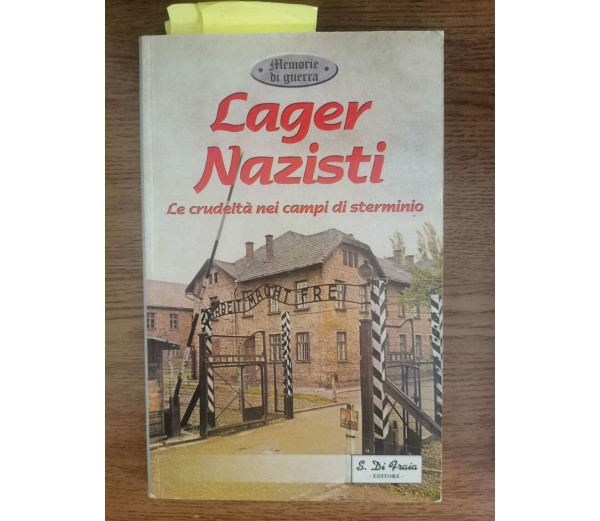 Memorie
di guerra
Lager
Nazisti
Le crudeltà nei campi di sterminio
ARBEIT MACHT FREI
S. Di Fraia
- EDITORE -